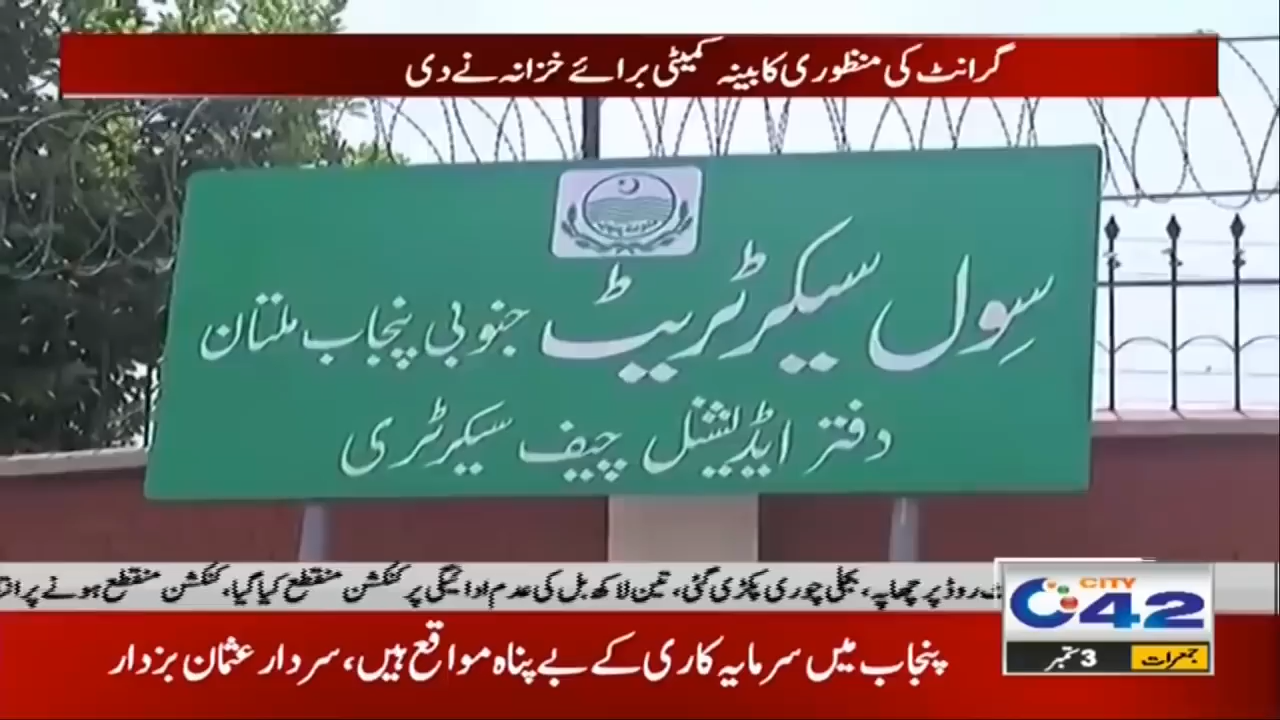 گرانٹ کی منظوری کابینہ کمیٹی برائے خزانہ نے دی
سِول سیکرٹریٹ جنوبی پنجاب ملتان
دفتر ایڈیشنل چیف سیکرٹری
روڈ پر چھاپہ، بجلی چوری پکڑی گئی، تین لاکھ بل کی عدم ادائیگی پر کنکشن منقطع کیا گیا، کنکشن منقطع ہونے پر
CITY
42
جمعرات 3 ستمبر
پنجاب میں سرمایہ کاری کے بے پناہ مواقع ہیں، سردار عثمان بزدار